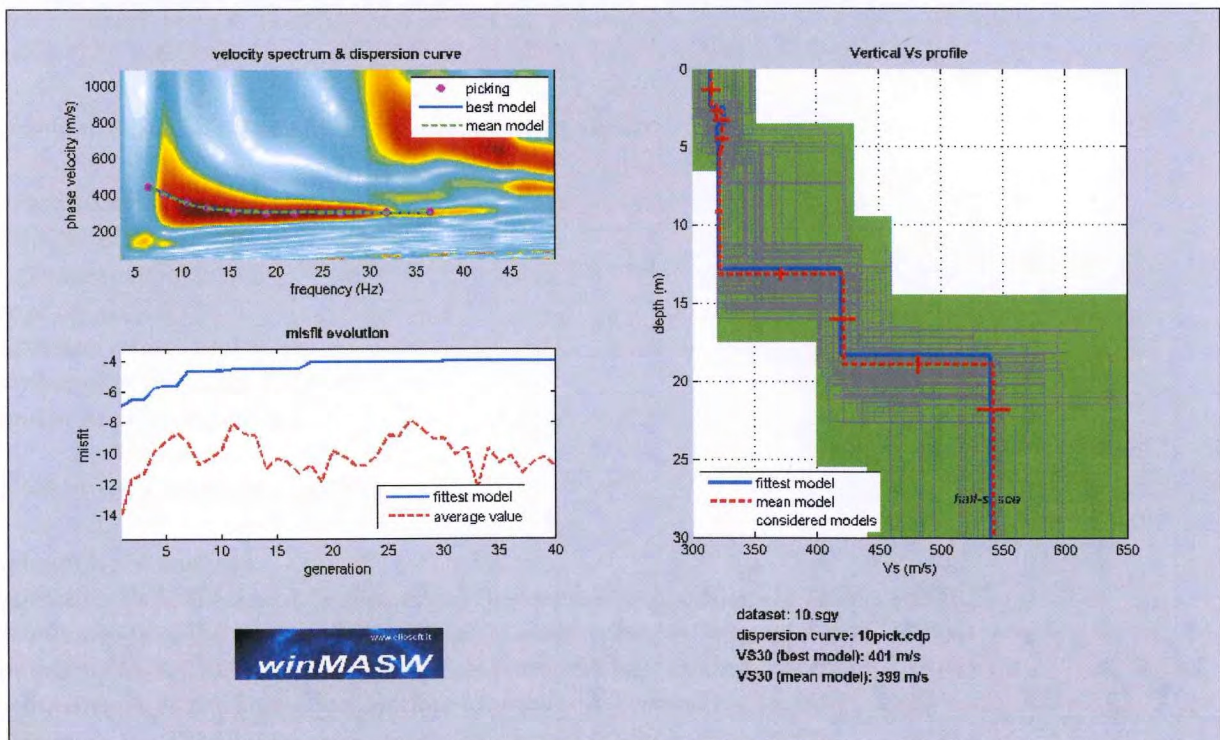 velocity spectrum & dispersion curve
1000
800
600
400
200
phase velocity (m/s)
picking
best model
mean model
5 10 15 20 25 30 35 40 45
frequency (Hz)
misfit evolution
-4
-6
-8
-10
-12
-14
misfit
fittest model
average value
5 10 15 20 25 30 35 40
generation
www.eliosoft.it
winMASW
Vertical Vs profile
0
5
10
15
20
25
30
depth (m)
fittest model
mean model
considered models
300 350 400 450 500 550 600 650
Vs (m/s)
dataset: 10.sgy
dispersion curve: 10pick.cdp
VS30 (best model): 401 m/s
VS30 (mean model): 399 m/s